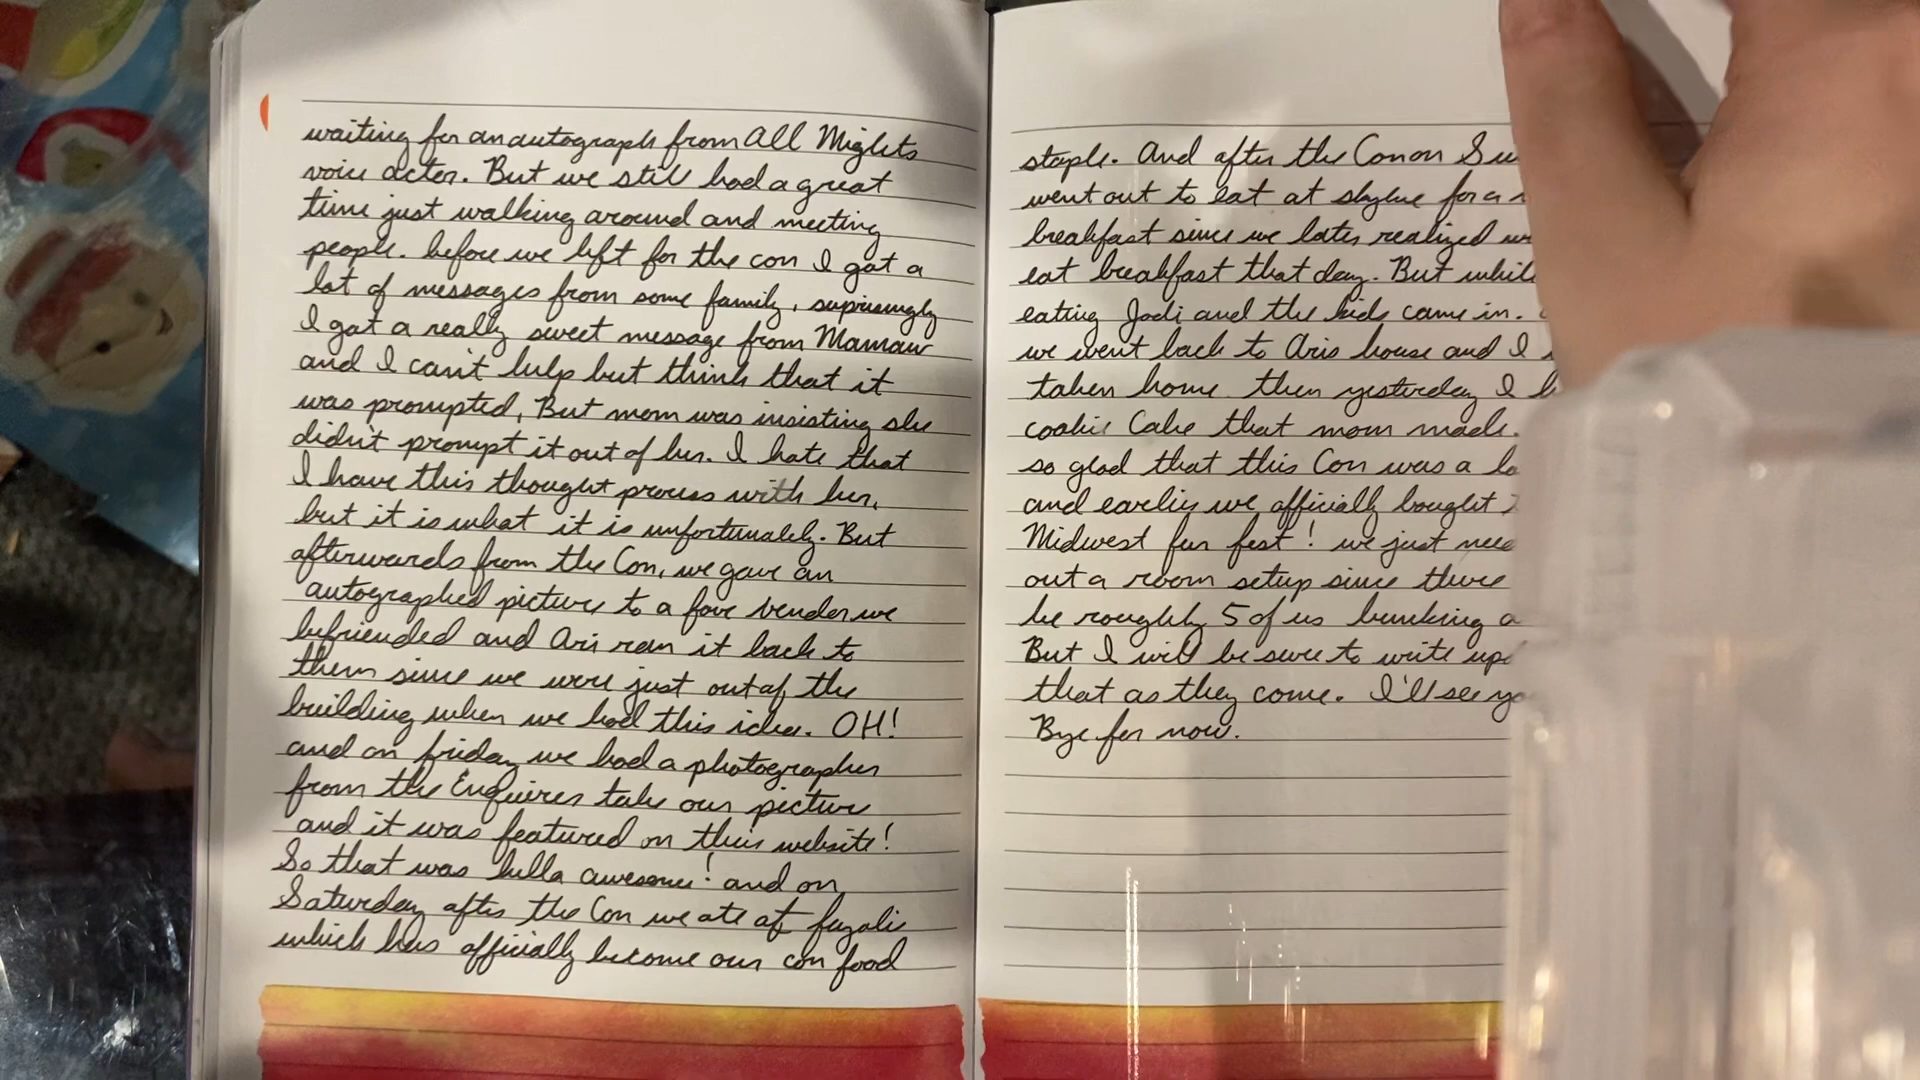 waiting for an autograph from All Mights
voice actor. But we still had a great
time just walking around and meeting
people. before we left for the con I got a
lot of messages from some family, suprisingly
I got a really sweet message from Mamaw
and I can't help but think that it
was prompted, But mom was insisting she
didn't prompt it out of her. I hate that
I have this thought process with her,
but it is what it is unfortunately. But
afterwards from the Con, we gave an
autographed picture to a fave vender we
befriended and Ari ran it back to
them since we were just out of the
building when we had this idea. OH!
and on friday we had a photographer
from the Enquirer take our picture
and it was featured on their website!
So that was hella awesome! and on
Saturday after the Con we ate at fuzali
which has officially become our con food
staple. And after the Con on
went out to eat at skyline for a
breakfast since we later realized
eat breakfast that day. But while
eating Jodi and the kids came in.
we went back to Aris house and I
taken home then yesterday I
cookie Cake that mom made.
so glad that this Con was a
and earlier we officially bought
Midwest fur fest! we just
out a room setup since there
be roughly 5 of us bunking
But I will be sure to write
that as they come. I'll see
Bye for now.